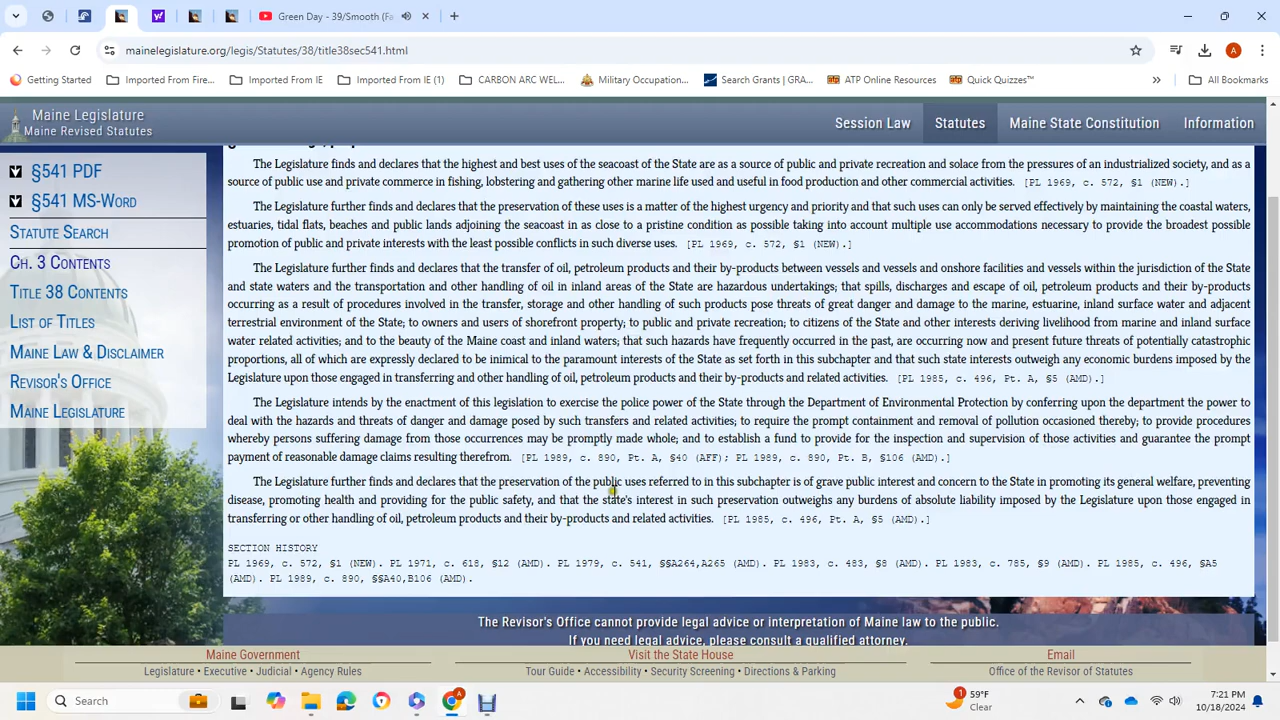 Green Day - 39/Smooth (Fa
mainelegislature.org/legis/Statutes/38/title38sec541.html
A
Getting Started
Imported From Fire...
Imported From IE
Imported From IE (1)
CARBON ARC WEL...
Military Occupation...
Search Grants | GRA...
ATP Online Resources
Quick Quizzes™
»
All Bookmarks
Maine Legislature
Maine Revised Statutes
Session Law
Statutes
Maine State Constitution
Information
§541 PDF
§541 MS-Word
Statute Search
Ch. 3 Contents
Title 38 Contents
List of Titles
Maine Law & Disclaimer
Revisor's Office
Maine Legislature
The Legislature finds and declares that the highest and best uses of the seacoast of the State are as a source of public and private recreation and solace from the pressures of an industrialized society, and as a
source of public use and private commerce in fishing, lobstering and gathering other marine life used and useful in food production and other commercial activities. [PL 1969, c. 572, §1 (NEW).]
The Legislature further finds and declares that the preservation of these uses is a matter of the highest urgency and priority and that such uses can only be served effectively by maintaining the coastal waters,
estuaries, tidal flats, beaches and public lands adjoining the seacoast in as close to a pristine condition as possible taking into account multiple use accommodations necessary to provide the broadest possible
promotion of public and private interests with the least possible conflicts in such diverse uses. [PL 1969, c. 572, §1 (NEW).]
The Legislature further finds and declares that the transfer of oil, petroleum products and their by-products between vessels and vessels and onshore facilities and vessels within the jurisdiction of the State
and state waters and the transportation and other handling of oil in inland areas of the State are hazardous undertakings; that spills, discharges and escape of oil, petroleum products and their by-products
occurring as a result of procedures involved in the transfer, storage and other handling of such products pose threats of great danger and damage to the marine, estuarine, inland surface water and adjacent
terrestrial environment of the State; to owners and users of shorefront property; to public and private recreation; to citizens of the State and other interests deriving livelihood from marine and inland surface
water related activities; and to the beauty of the Maine coast and inland waters; that such hazards have frequently occurred in the past, are occurring now and present future threats of potentially catastrophic
proportions, all of which are expressly declared to be inimical to the paramount interests of the State as set forth in this subchapter and that such state interests outweigh any economic burdens imposed by the
Legislature upon those engaged in transferring and other handling of oil, petroleum products and their by-products and related activities. [PL 1985, c. 496, Pt. A, §5 (AMD).]
The Legislature intends by the enactment of this legislation to exercise the police power of the State through the Department of Environmental Protection by conferring upon the department the power to
deal with the hazards and threats of danger and damage posed by such transfers and related activities; to require the prompt containment and removal of pollution occasioned thereby; to provide procedures
whereby persons suffering damage from those occurrences may be promptly made whole; and to establish a fund to provide for the inspection and supervision of those activities and guarantee the prompt
payment of reasonable damage claims resulting therefrom. [PL 1989, c. 890, Pt. A, §40 (AFF); PL 1989, c. 890, Pt. B, §106 (AMD).]
The Legislature further finds and declares that the preservation of the public uses referred to in this subchapter is of grave public interest and concern to the State in promoting its general welfare, preventing
disease, promoting health and providing for the public safety, and that the state's interest in such preservation outweighs any burdens of absolute liability imposed by the Legislature upon those engaged in
transferring or other handling of oil, petroleum products and their by-products and related activities. [PL 1985, c. 496, Pt. A, §5 (AMD).]
SECTION HISTORY
PL 1969, c. 572, §1 (NEW). PL 1971, c. 618, §12 (AMD). PL 1979, c. 541, §§A264,A265 (AMD). PL 1983, c. 483, §8 (AMD). PL 1983, c. 785, §9 (AMD). PL 1985, c. 496, §A5
(AMD). PL 1989, c. 890, §§A40,B106 (AMD).
The Revisor's Office cannot provide legal advice or interpretation of Maine law to the public.
If you need legal advice, please consult a qualified attorney.
Maine Government
Legislature • Executive • Judicial • Agency Rules
Visit the State House
Tour Guide • Accessibility • Security Screening • Directions & Parking
Email
Office of the Revisor of Statutes
Search
1
59°F
Clear
7:21 PM
10/18/2024